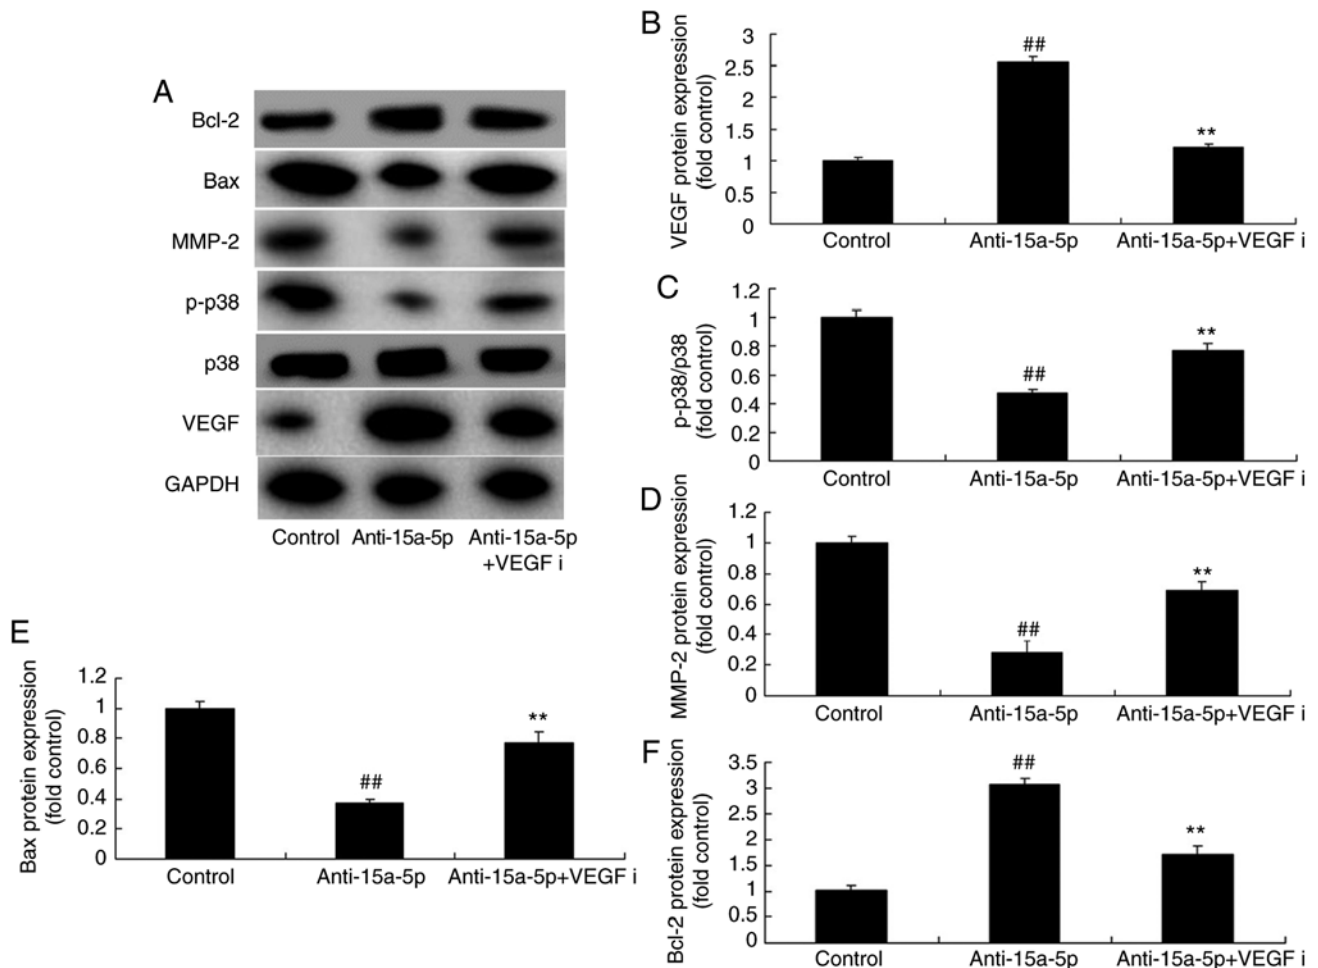 A
Bcl-2
Bax
MMP-2
p-p38
p38
VEGF
GAPDH
Control Anti-15a-5p Anti-15a-5p
+VEGF i
B
VEGF protein expression
(fold control)
3
2.5
2
1.5
1
0.5
0
##
**
Control Anti-15a-5p Anti-15a-5p+VEGF i
C
p-p38/p38
(fold control)
1.2
1
0.8
0.6
0.4
0.2
0
##
**
Control Anti-15a-5p Anti-15a-5p+VEGF i
D
MMP-2 protein expression
(fold control)
1.2
1
0.8
0.6
0.4
0.2
0
##
**
Control Anti-15a-5p Anti-15a-5p+VEGF i
E
Bax protein expression
(fold control)
1.2
1
0.8
0.6
0.4
0.2
0
##
**
Control Anti-15a-5p Anti-15a-5p+VEGF i
F
Bcl-2 protein expression
(fold control)
3.5
3
2.5
2
1.5
1
0.5
0
##
**
Control Anti-15a-5p Anti-15a-5p+VEGF i